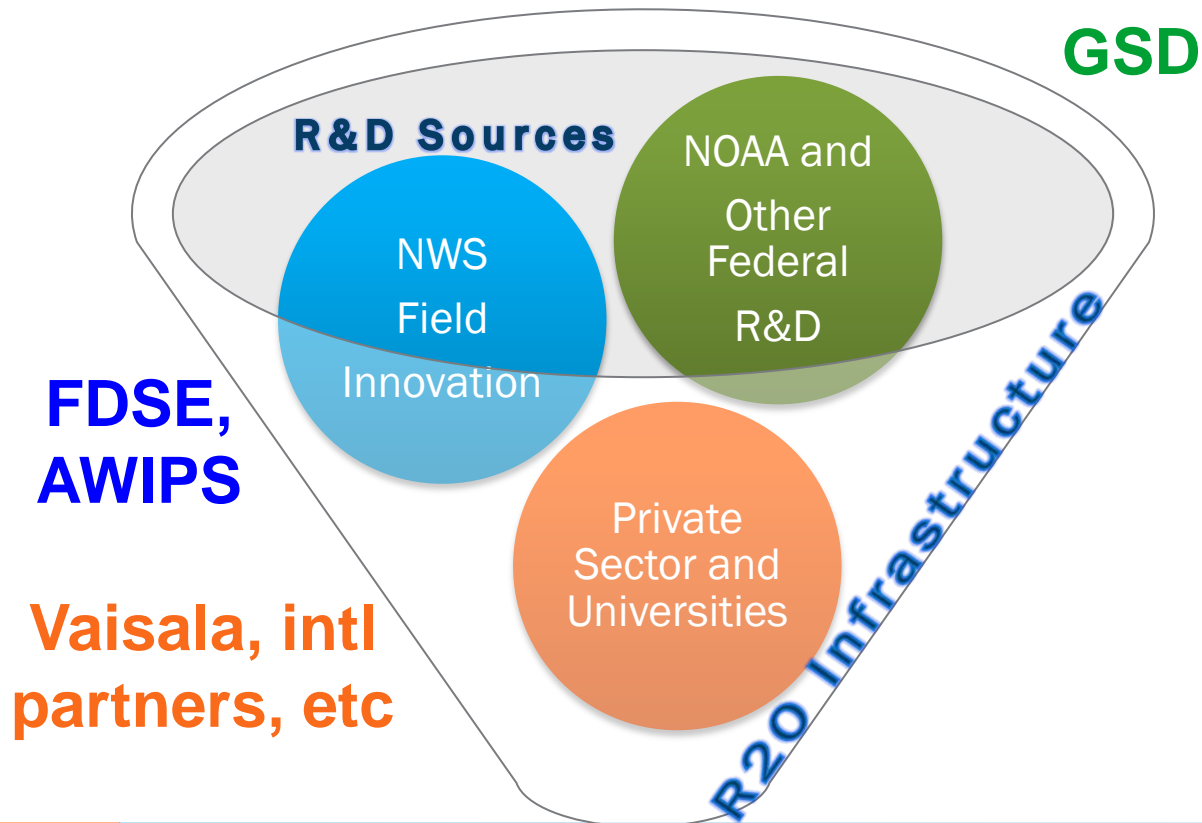 GSD
R&D Sources
NOAA and
Other
Federal
R&D
NWS
Field
Innovation
FDSE,
AWIPS
Private
Sector and
Universities
Vaisala, intl
partners, etc
R2O Infrastructure